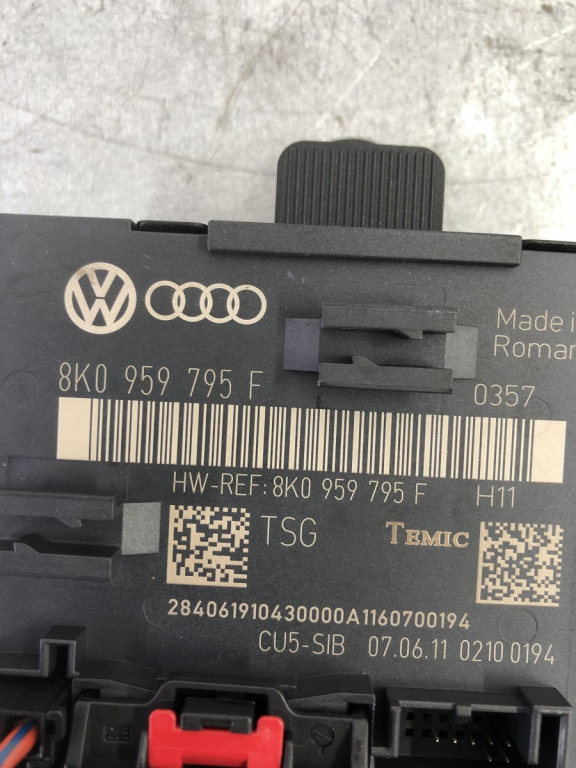 Made i
Roman
8K0 959 795 F
0357
HW-REF:8K0 959 795 F H11
TSG TEMIC
284061910430000A1160700194
CU5-SIB 07.06.11 0210 0194